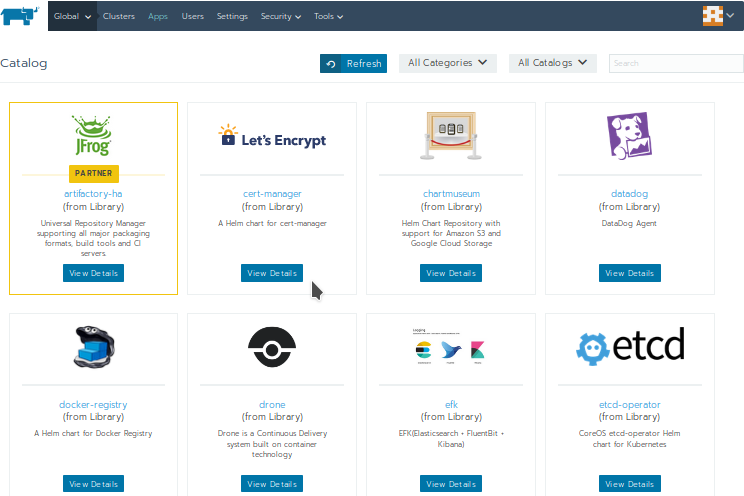 Global Clusters Apps Users Settings Security Tools
Catalog
Refresh
All Categories
All Catalogs
Search
JFrog
PARTNER
artifactory-ha
(from Library)
Universal Repository Manager
supporting all major packaging
formats, build tools and CI
servers
View Details
Let's Encrypt
cert-manager
(from Library)
A Helm chart for cert-manager
View Details
chartmuseum
(from Library)
Helm Chart Repository with
support for Amazon S3 and
Google Cloud Storage
View Details
datadog
(from Library)
DataDog Agent
View Details
docker-registry
(from Library)
A Helm chart for Docker Registry
View Details
drone
(from Library)
Drone is a Continuous Delivery
system built on container
technology
View Details
efk
(from Library)
EFK(Elasticsearch + FluentBit +
Kibana)
View Details
etcd
etcd-operator
(from Library)
CoreOS etcd-operator Helm
chart for Kubernetes
View Details